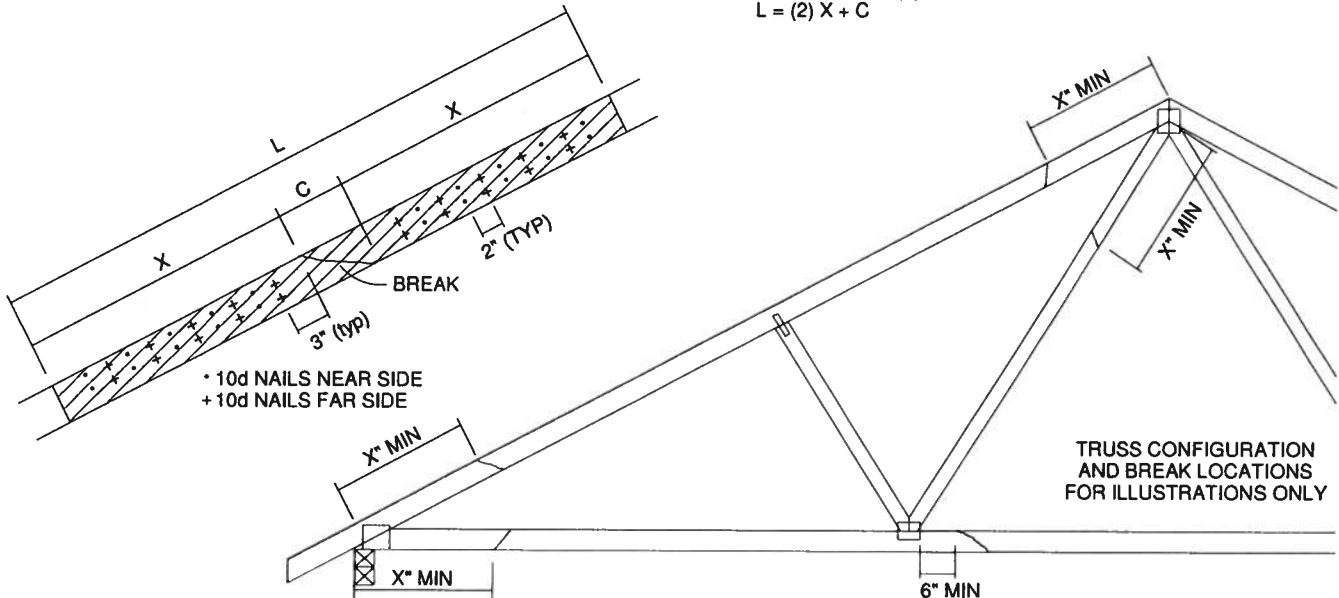 L = (2) X + C
L
X
C
X
2" (TYP)
BREAK
3" (typ)
• 10d NAILS NEAR SIDE
+ 10d NAILS FAR SIDE
X" MIN
X" MIN
X" MIN
TRUSS CONFIGURATION
AND BREAK LOCATIONS
FOR ILLUSTRATIONS ONLY
X" MIN
6" MIN